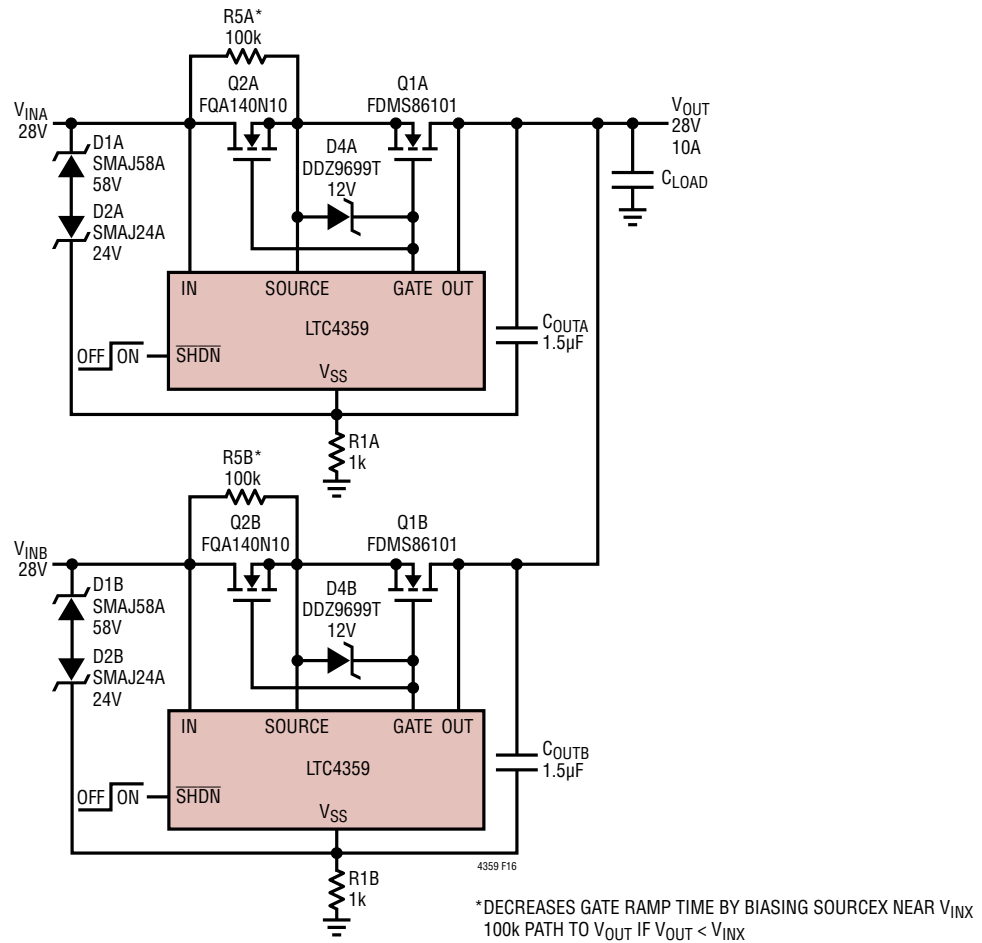 R5A*
100k
Q2A
FQA140N10
Q1A
FDMS86101
VINA
28V
D1A
SMAJ58A
58V
D2A
SMAJ24A
24V
D4A
DDZ9699T
12V
VOUT
28V
10A
CLOAD
IN
SOURCE
GATE
OUT
LTC4359
OFF
ON
SHDN
VSS
COUTA
1.5µF
R1A
1k
R5B*
100k
Q2B
FQA140N10
Q1B
FDMS86101
VINB
28V
D1B
SMAJ58A
58V
D2B
SMAJ24A
24V
D4B
DDZ9699T
12V
IN
SOURCE
GATE
OUT
LTC4359
OFF
ON
SHDN
VSS
COUTB
1.5µF
4359 F16
R1B
1k
*DECREASES GATE RAMP TIME BY BIASING SOURCEX NEAR VINX
100k PATH TO VOUT IF VOUT < VINX